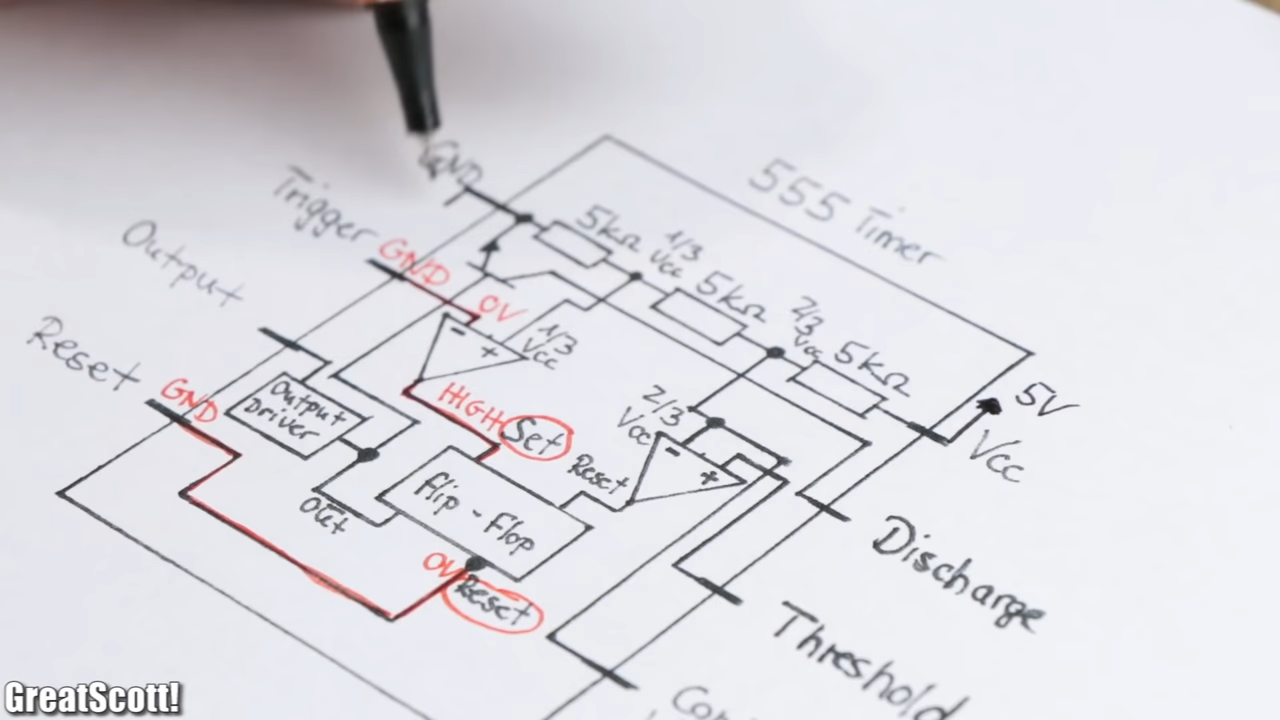 555 Timer
GND
Trigger
Output
Reset
5kΩ
1/3
Vcc
5kΩ
2/3
Vcc
5kΩ
5V
Vcc
GND
0V
1/3
Vcc
GND
Output
Driver
HIGH
Set
2/3
Vcc
Reset
Flip-Flop
Out
0V
Reset
Discharge
Threshold
GreatScott!